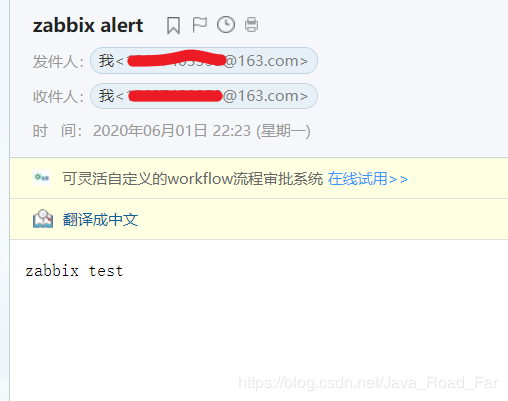 zabbix alert
发件人：我<@163.com>
收件人：我<@163.com>
时 间：2020年06月01日 22:23 (星期一)
可灵活自定义的workflow流程审批系统 在线试用>>
翻译成中文
zabbix test
https://blog.csdn.net/Java_Road_Far